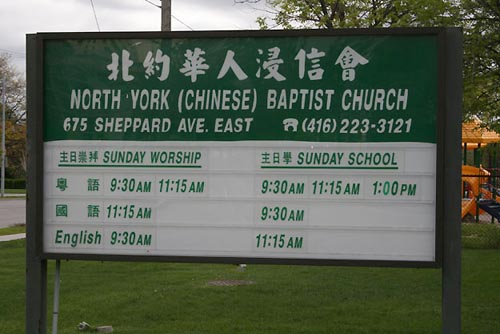 北約華人浸信會
NORTH YORK (CHINESE) BAPTIST CHURCH
675 SHEPPARD AVE. EAST ☎ (416) 223-3121
主日崇拜 SUNDAY WORSHIP 主日學 SUNDAY SCHOOL
粵語 9:30AM 11:15AM 9:30AM 11:15AM 1:00PM
國語 11:15AM 9:30AM
English 9:30AM 11:15AM